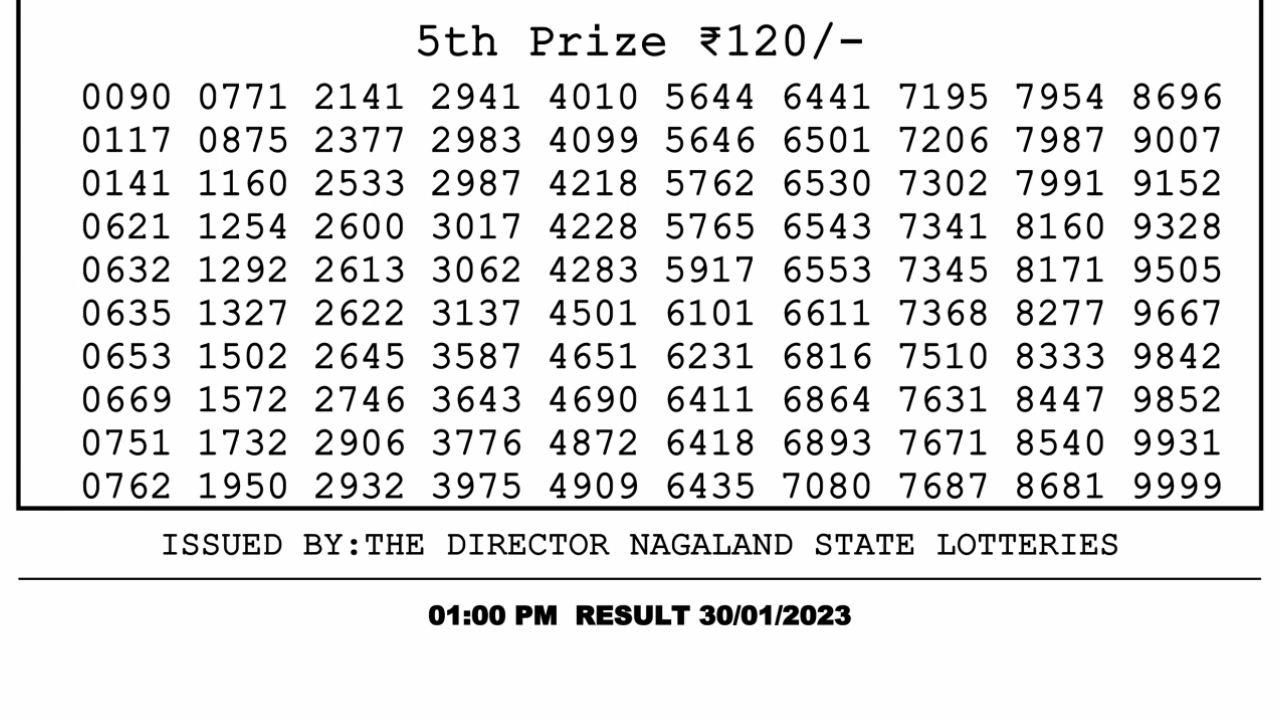 5th Prize ₹120/-
0090 0771 2141 2941 4010 5644 6441 7195 7954 8696
0117 0875 2377 2983 4099 5646 6501 7206 7987 9007
0141 1160 2533 2987 4218 5762 6530 7302 7991 9152
0621 1254 2600 3017 4228 5765 6543 7341 8160 9328
0632 1292 2613 3062 4283 5917 6553 7345 8171 9505
0635 1327 2622 3137 4501 6101 6611 7368 8277 9667
0653 1502 2645 3587 4651 6231 6816 7510 8333 9842
0669 1572 2746 3643 4690 6411 6864 7631 8447 9852
0751 1732 2906 3776 4872 6418 6893 7671 8540 9931
0762 1950 2932 3975 4909 6435 7080 7687 8681 9999
ISSUED BY:THE DIRECTOR NAGALAND STATE LOTTERIES
01:00 PM RESULT 30/01/2023